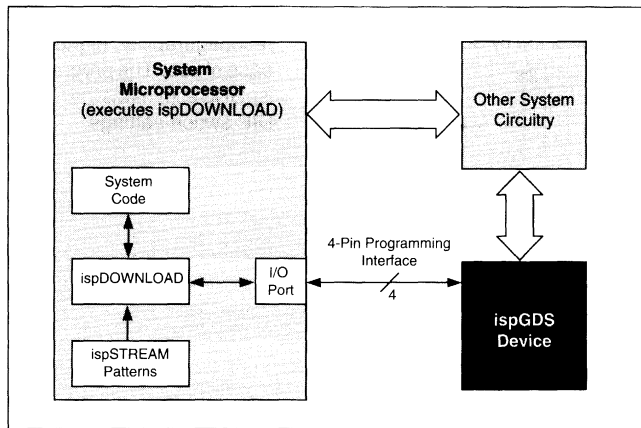 System
Microprocessor
(executes ispDOWNLOAD)
System
Code
ispDOWNLOAD
ispSTREAM
Patterns
I/O
Port
4-Pin Programming
Interface
4
Other System
Circuitry
ispGDS
Device